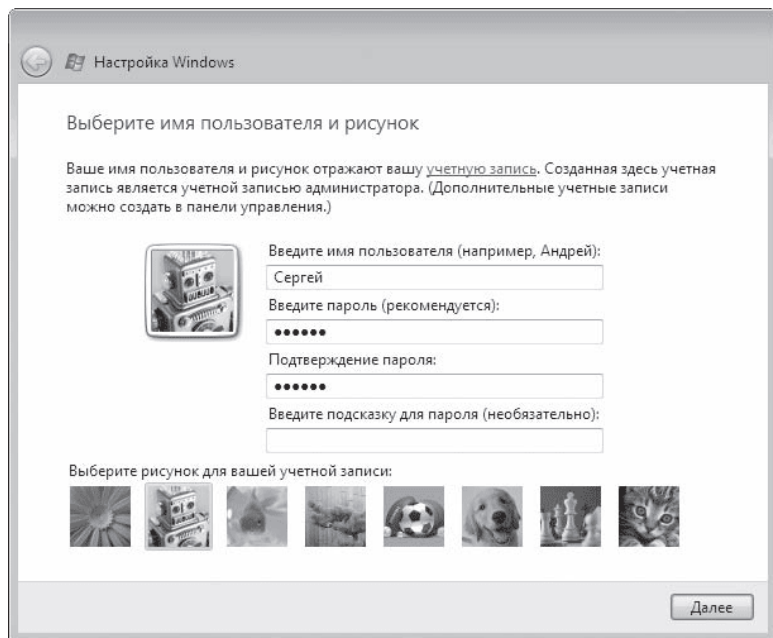 Настройка Windows
Выберите имя пользователя и рисунок
Ваше имя пользователя и рисунок отражают вашу учетную запись. Созданная здесь учетная
запись является учетной записью администратора. (Дополнительные учетные записи
можно создать в панели управления.)
Введите имя пользователя (например, Андрей):
Сергей
Введите пароль (рекомендуется):
••••••
Подтверждение пароля:
••••••
Введите подсказку для пароля (необязательно):
Выберите рисунок для вашей учетной записи:
Далее